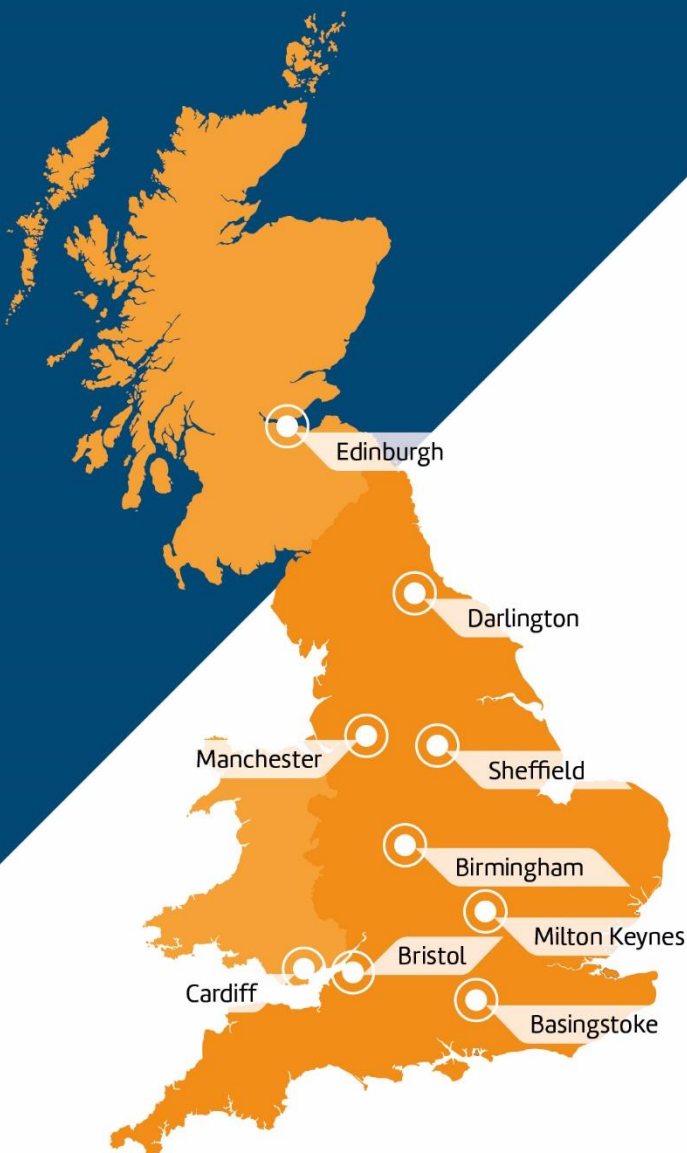 Edinburgh
Darlington
Manchester
Sheffield
Birmingham
Milton Keynes
Bristol
Cardiff
Basingstoke